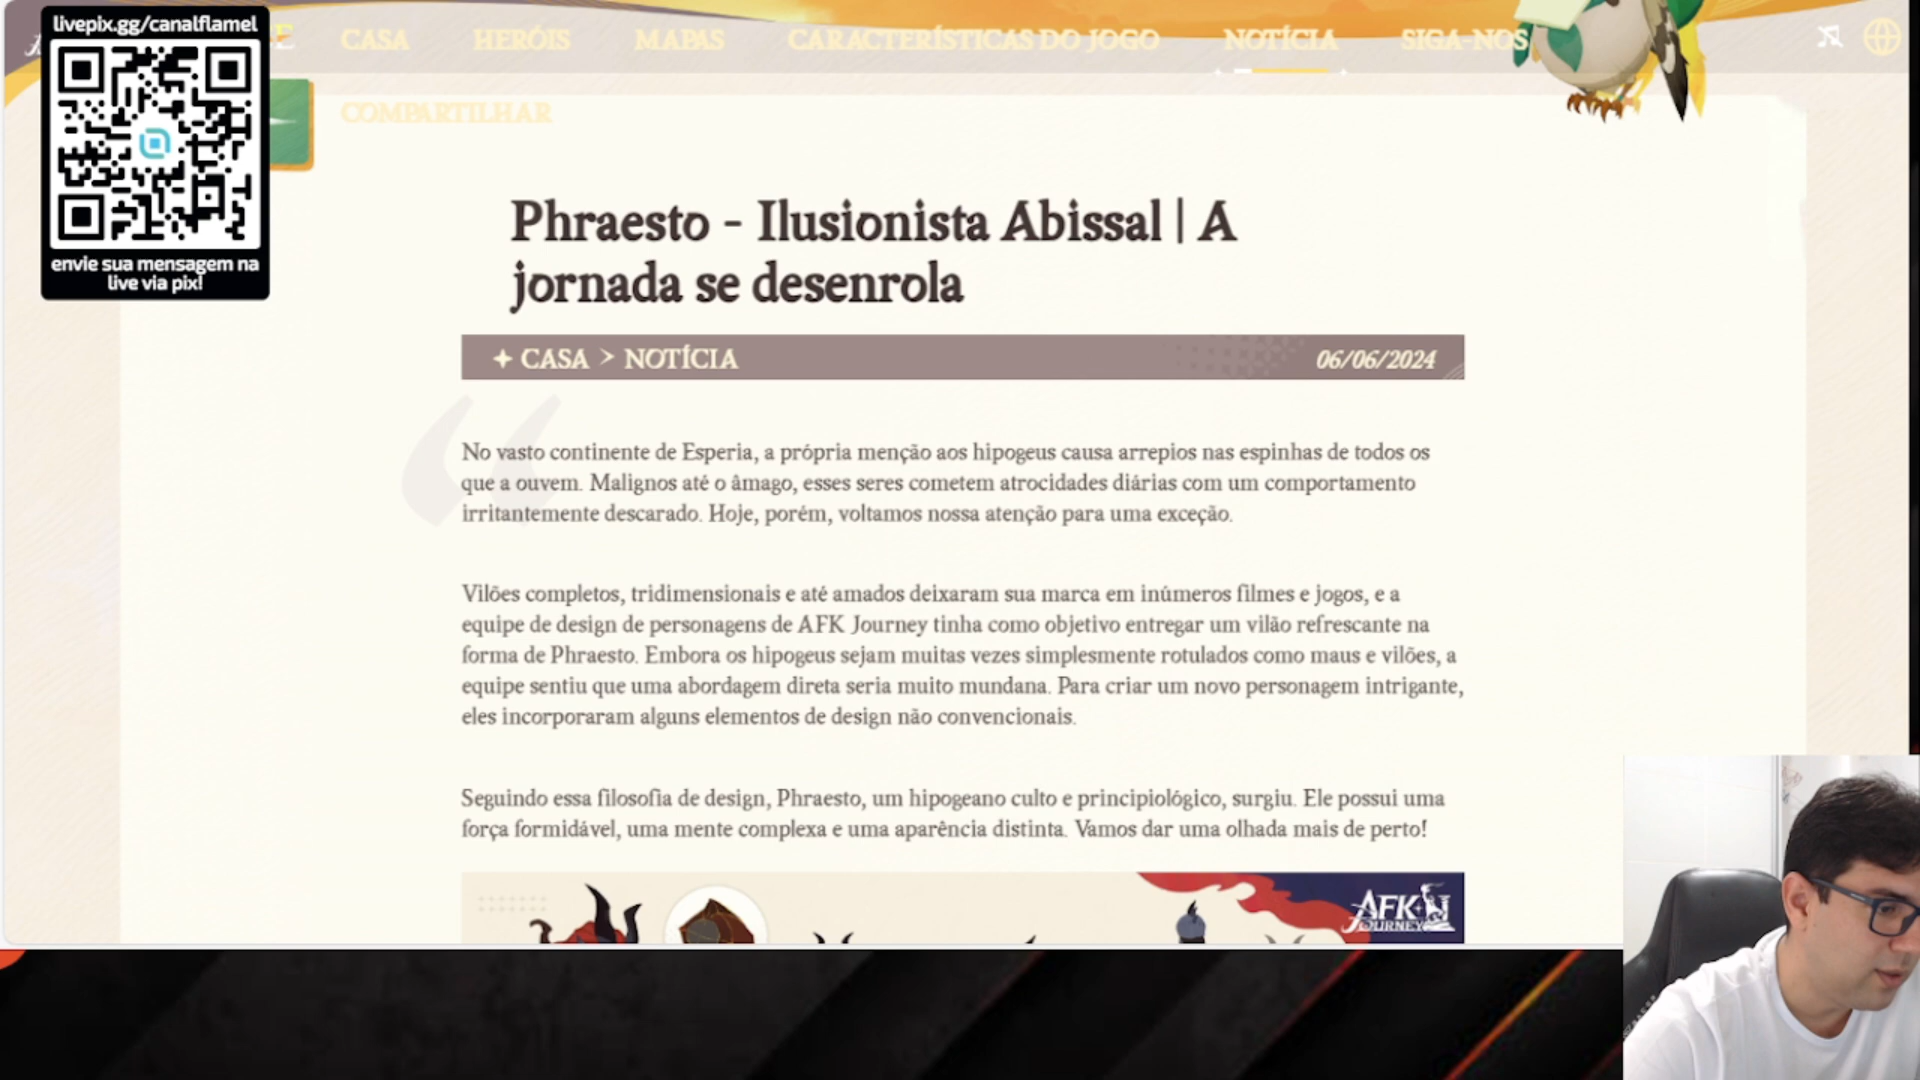 livepix.gg/canalflamel
CASA HERÓIS MAPAS CARACTERÍSTICAS DO JOGO NOTÍCIA SIGA-NOS
COMPARTILHAR
envie sua mensagem na
live via pix!
Phraesto - Ilusionista Abissal | A
jornada se desenrola
CASA > NOTÍCIA 06/06/2024
No vasto continente de Esperia, a própria menção aos hipogeus causa arrepios nas espinhas de todos os
que a ouvem. Malignos até o âmago, esses seres cometem atrocidades diárias com um comportamento
irritantemente descarado. Hoje, porém, voltamos nossa atenção para uma exceção.
Vilões completos, tridimensionais e até amados deixaram sua marca em inúmeros filmes e jogos, e a
equipe de design de personagens de AFK Journey tinha como objetivo entregar um vilão refrescante na
forma de Phraesto. Embora os hipogeus sejam muitas vezes simplesmente rotulados como maus e vilões, a
equipe sentiu que uma abordagem direta seria muito mundana. Para criar um novo personagem intrigante,
eles incorporaram alguns elementos de design não convencionais.
Seguindo essa filosofia de design, Phraesto, um hipogeano culto e principiológico, surgiu. Ele possui uma
força formidável, uma mente complexa e uma aparência distinta. Vamos dar uma olhada mais de perto!
AFK
JOURNEY